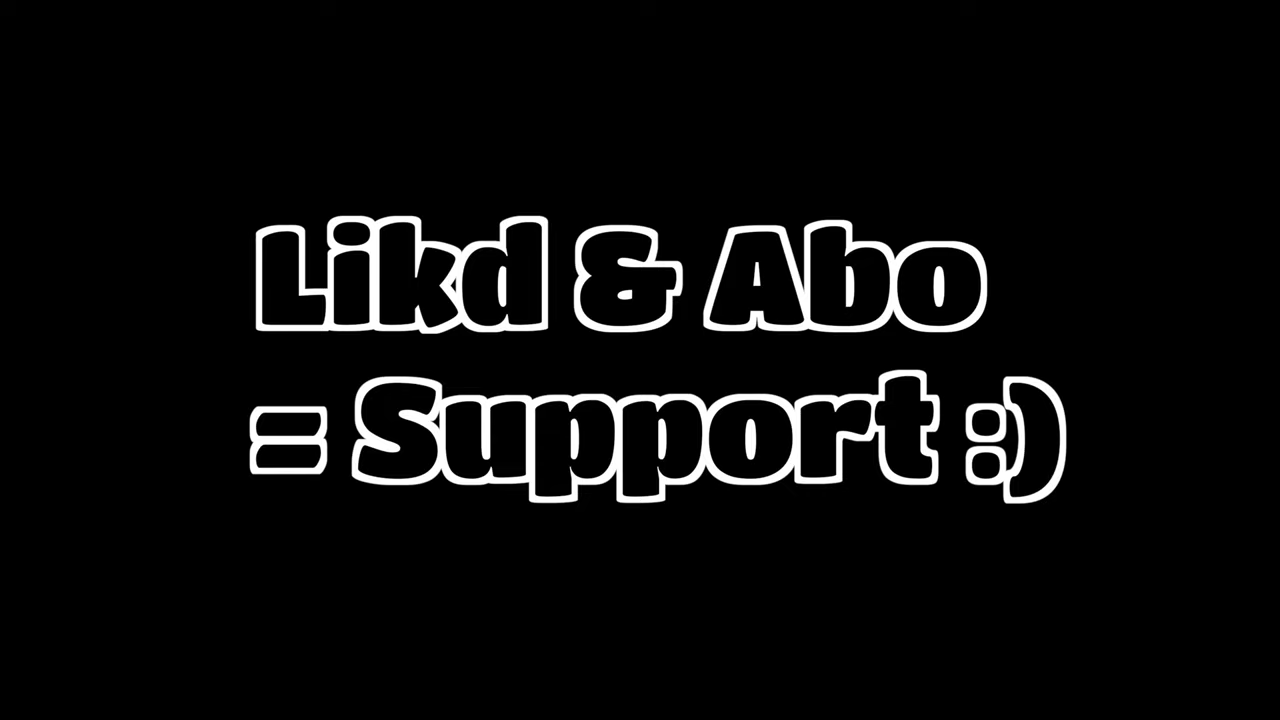 Likd & Abo
= Support :)